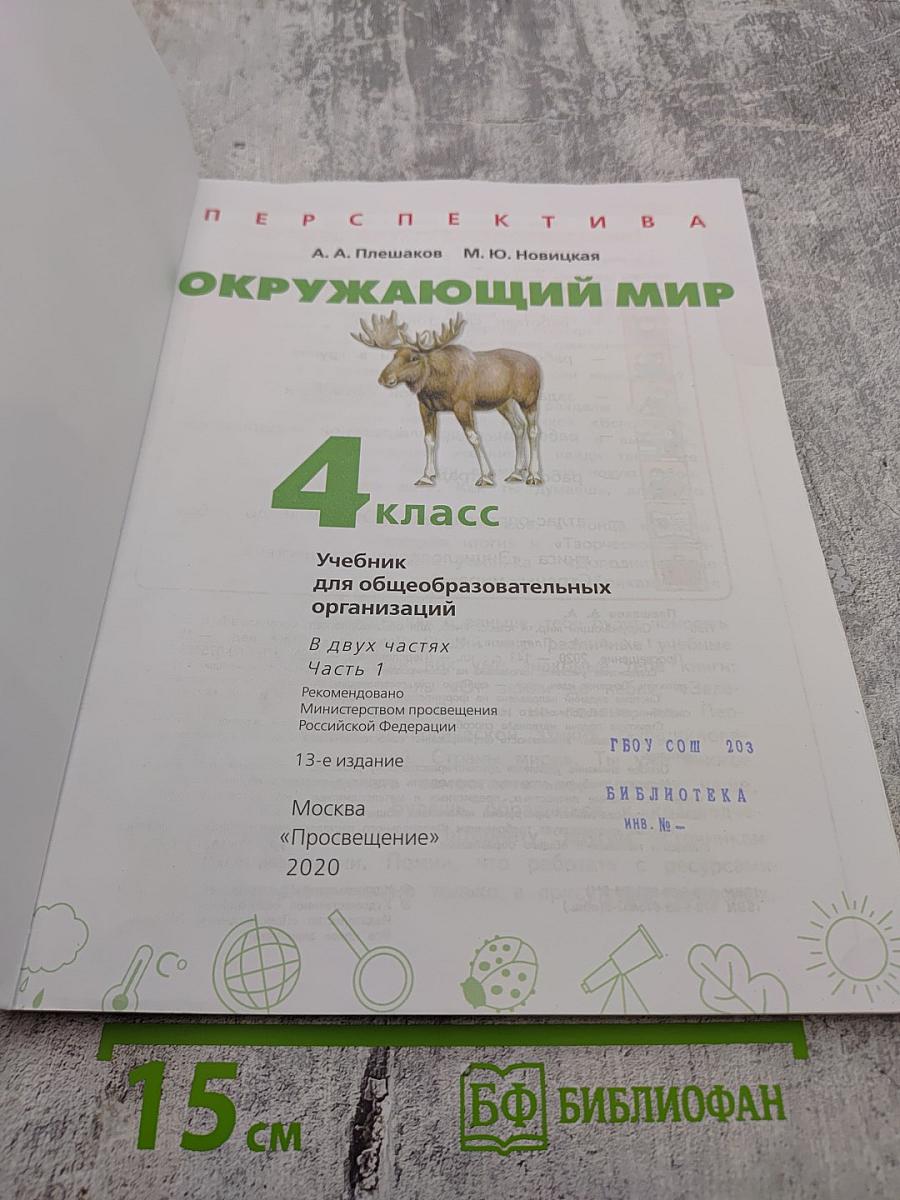 ПЕРСПЕКТИВА
А. А. Плешаков М. Ю. Новицкая
ОКРУЖАЮЩИЙ МИР
4 класс
Учебник
для общеобразовательных
организаций
В двух частях
Часть 1
Рекомендовано
Министерством просвещения
Российской Федерации
13-е издание
ГБОУ СОШ 203
БИБЛИОТЕКА
ИНВ. № –
Москва
«Просвещение»
2020
С°
15 см
БФ БИБЛИОФАН